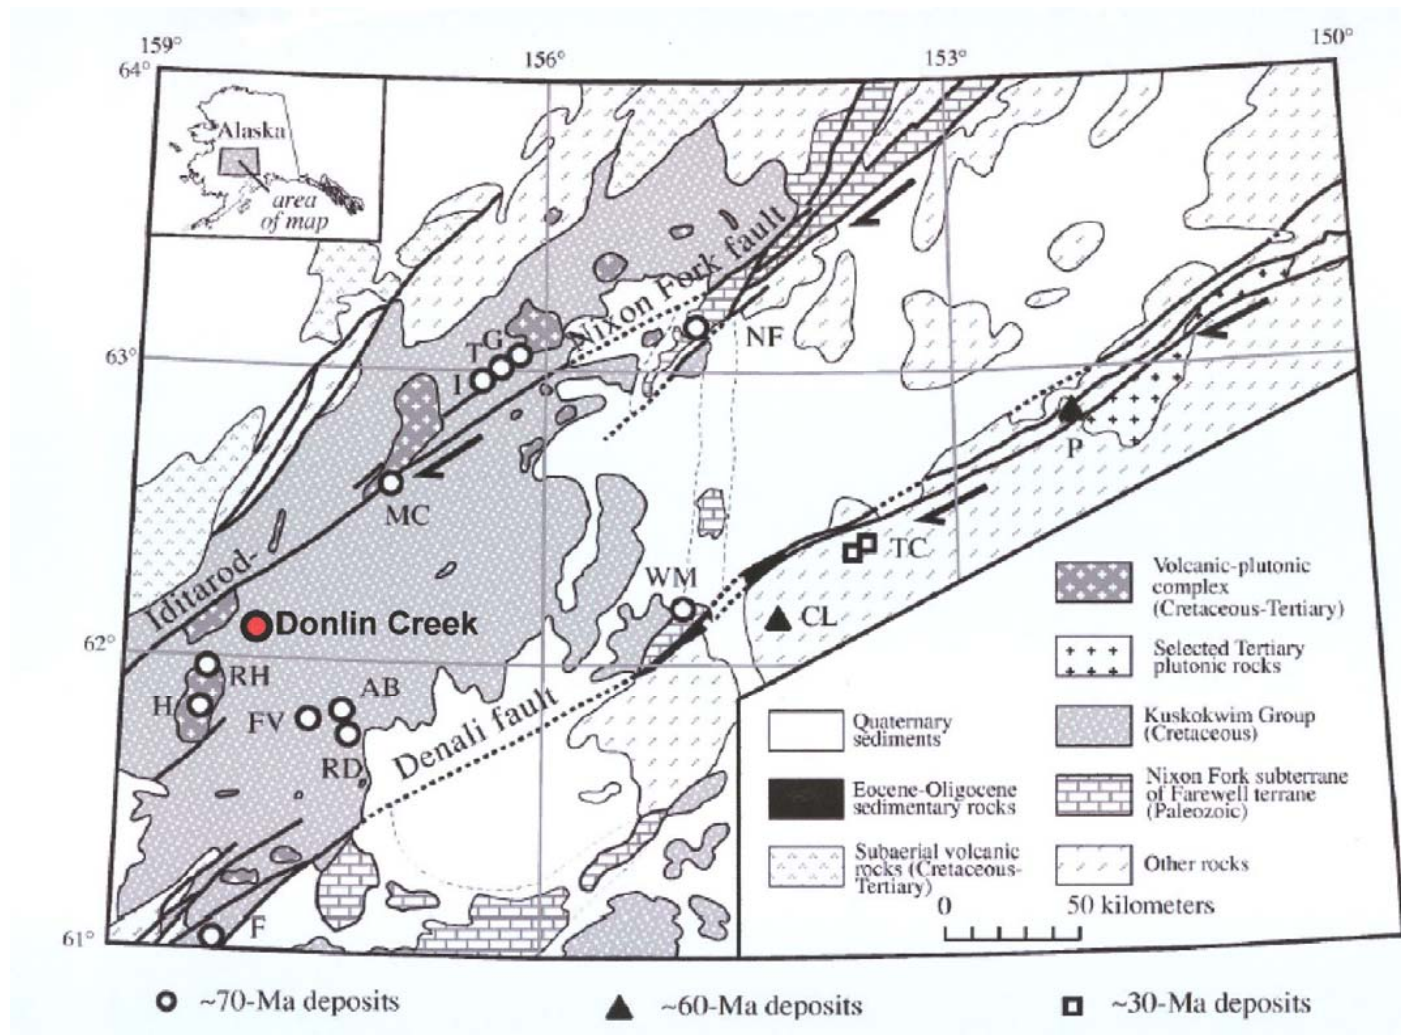 159°
156°
153°
150°
64°
Alaska
area
of map
Nixon Fork fault
NF
63°
T
G
I
P
MC
TC
WM
CL
Iditarod-
Donlin Creek
62°
RH
H
AB
FV
RD
Denali fault
F
61°
Volcanic-plutonic
complex
(Cretaceous-Tertiary)
Selected Tertiary
plutonic rocks
Quaternary
sediments
Kuskokwim Group
(Cretaceous)
Eocene-Oligocene
sedimentary rocks
Nixon Fork subterrane
of Farewell terrane
(Paleozoic)
Subaerial volcanic
rocks (Cretaceous-
Tertiary)
Other rocks
0 50 kilometers
~70-Ma deposits
~60-Ma deposits
~30-Ma deposits